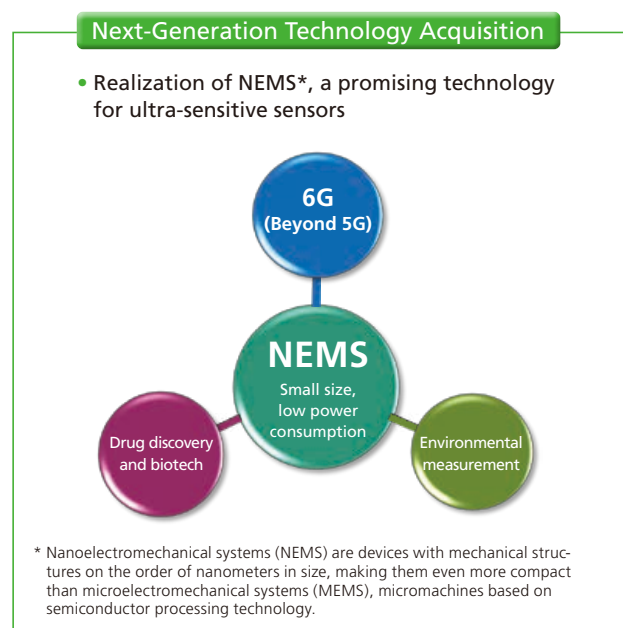 Next-Generation Technology Acquisition
• Realization of NEMS*, a promising technology
for ultra-sensitive sensors
6G
(Beyond 5G)
NEMS
Small size,
low power
consumption
Drug discovery
and biotech
Environmental
measurement
* Nanoelectromechanical systems (NEMS) are devices with mechanical struc-
tures on the order of nanometers in size, making them even more compact
than microelectromechanical systems (MEMS), micromachines based on
semiconductor processing technology.